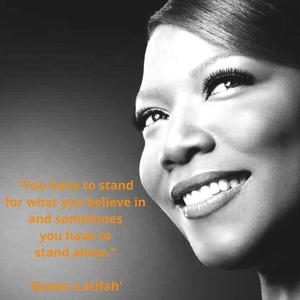 "You have to stand
for what you believe in
and sometimes
you have to
stand alone."
'Queen Latifah'